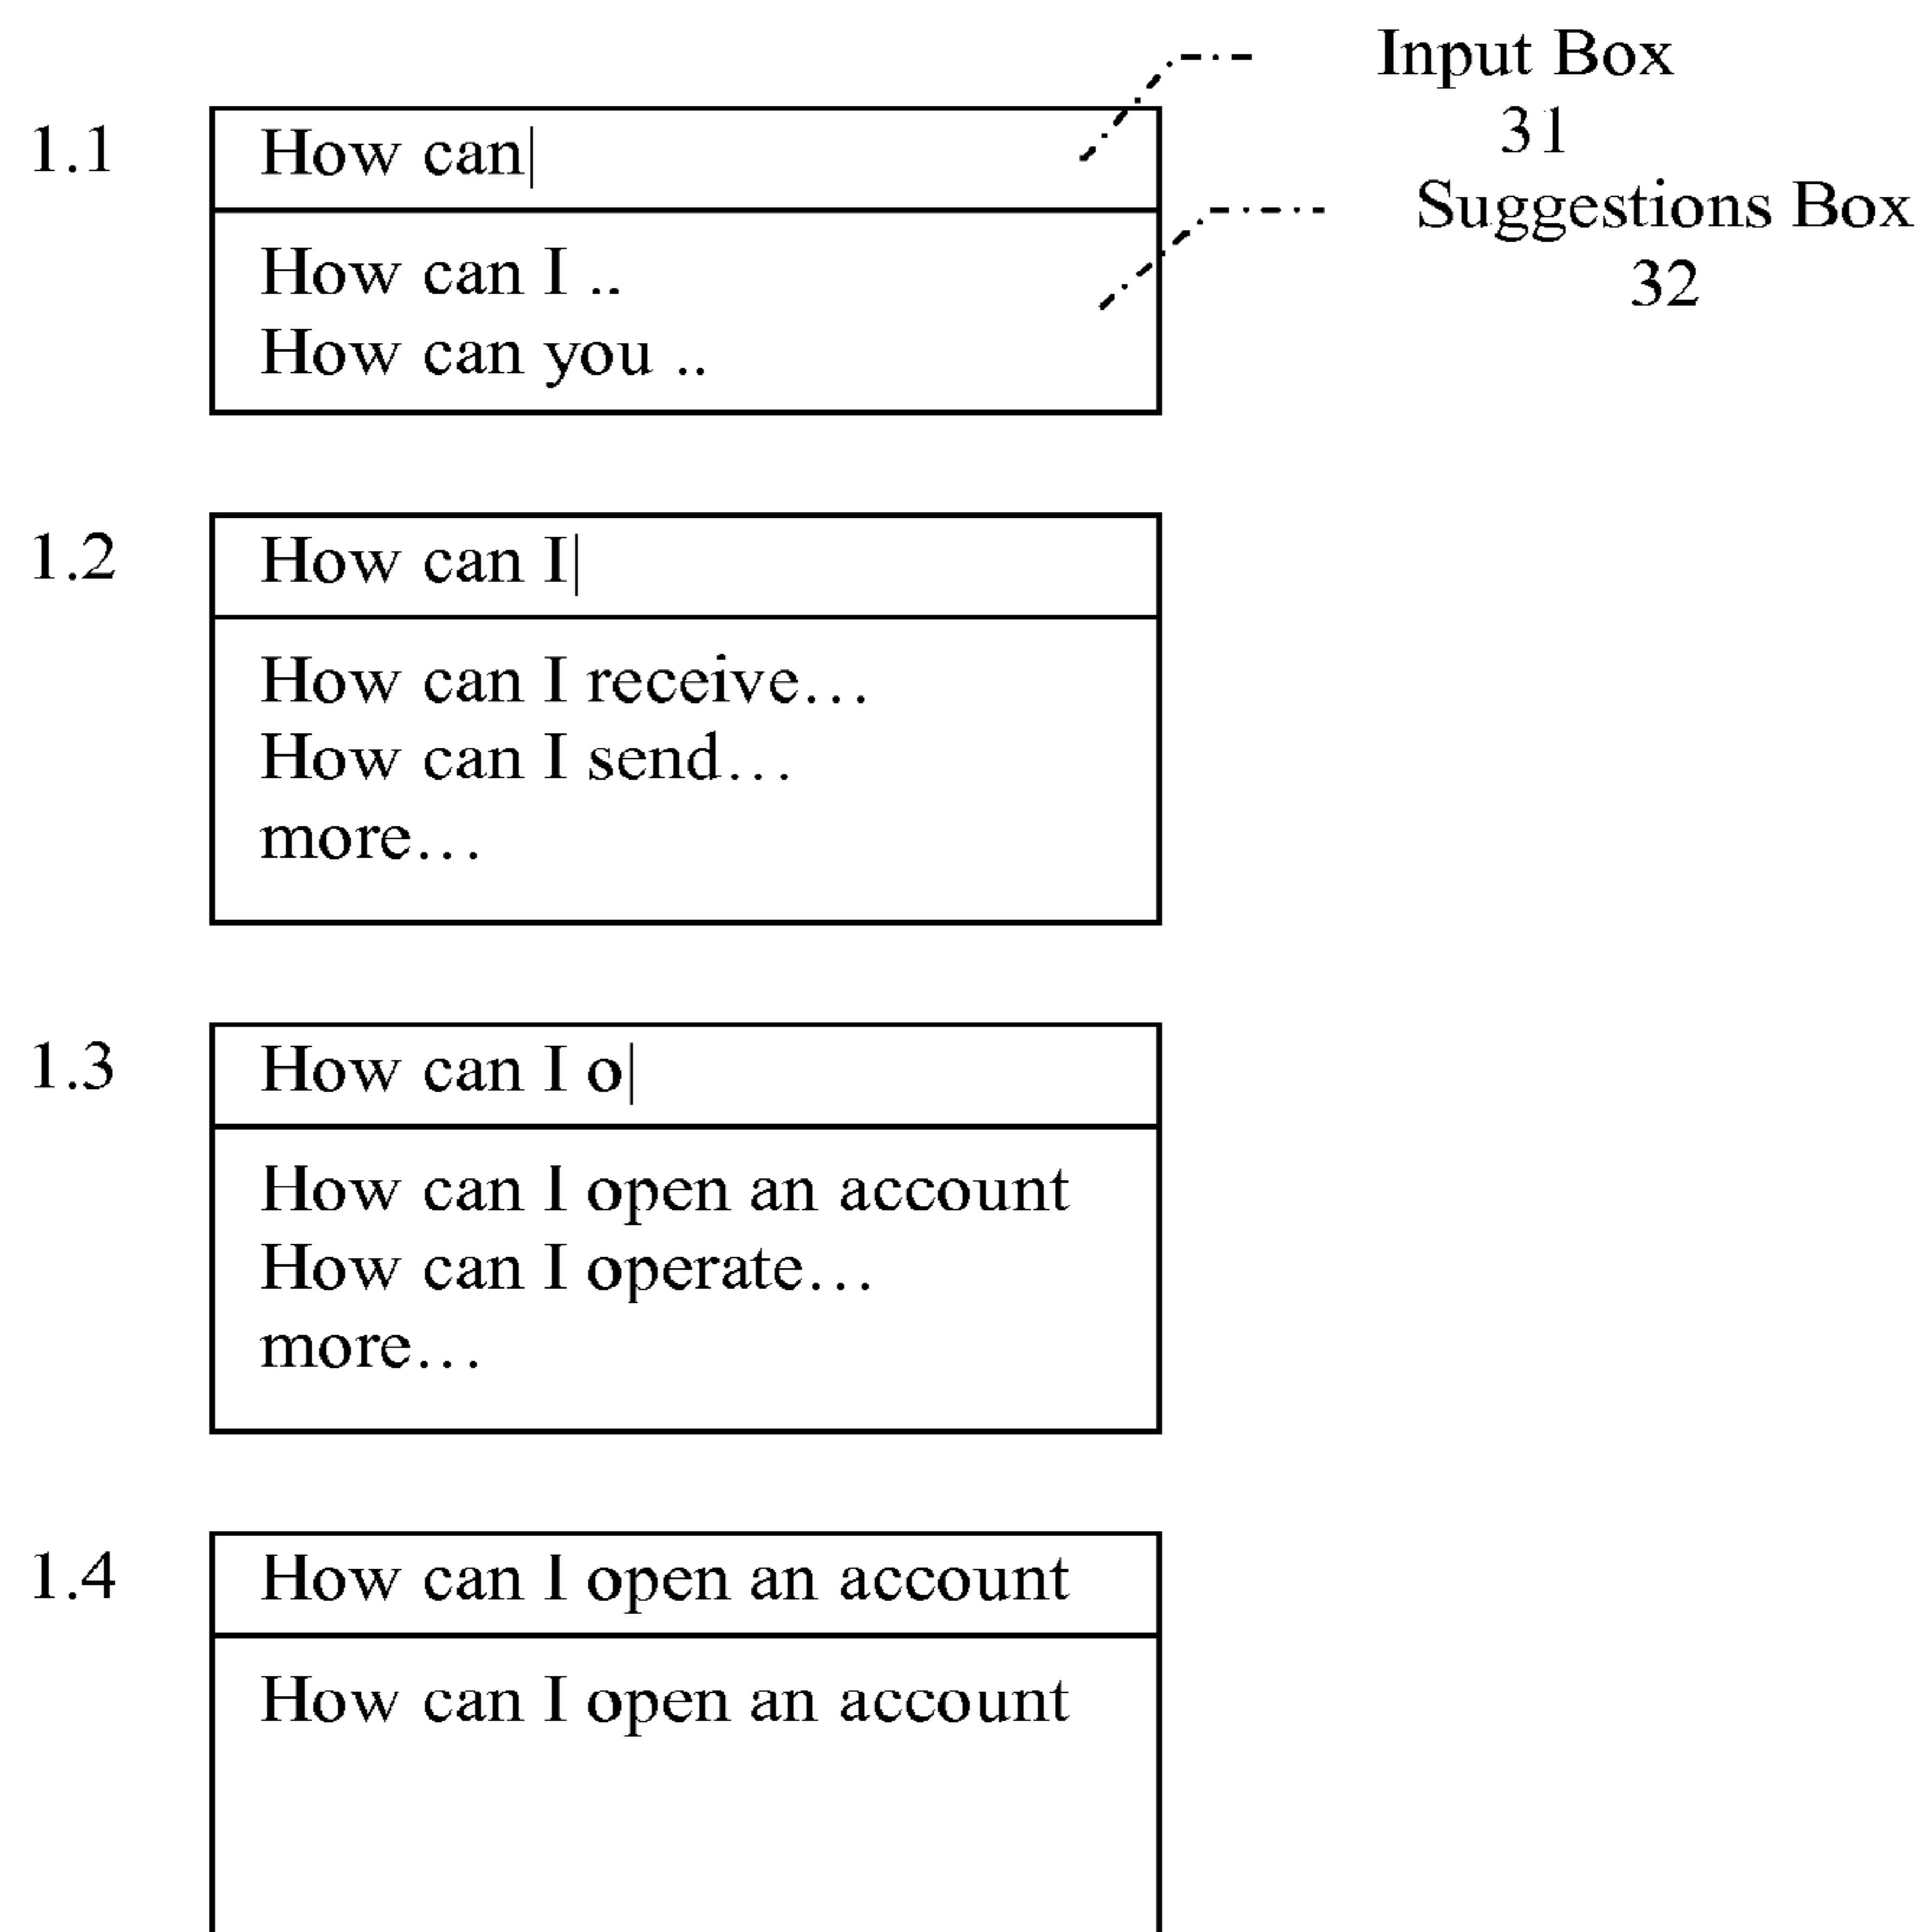 Input Box
31
1.1
How can
Suggestions Box
32
How can I ..
How can you ..
1.2
How can I
How can I receive…
How can I send…
more…
1.3
How can I o
How can I open an account
How can I operate…
more…
1.4
How can I open an account
How can I open an account